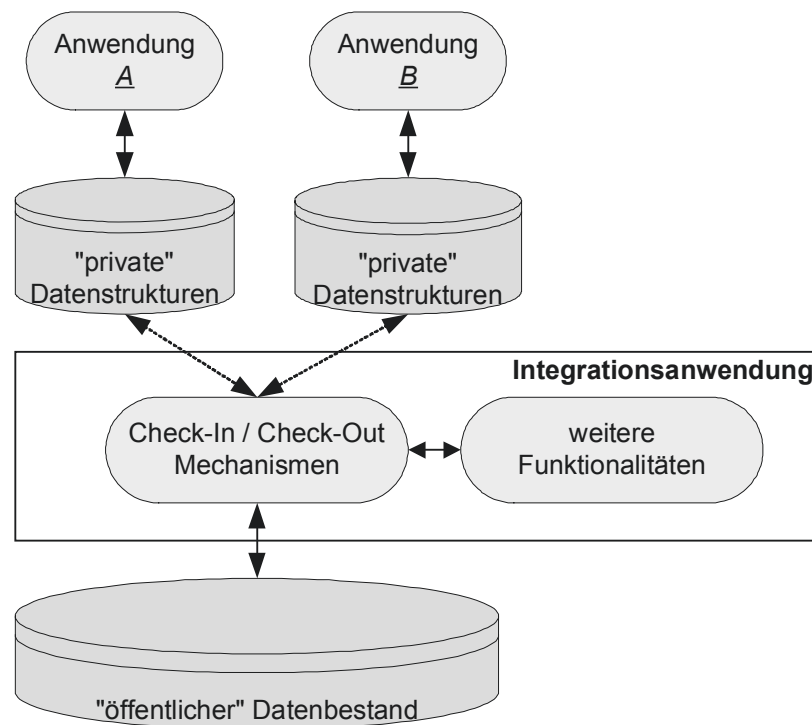 Anwendung
A
Anwendung
B
"private"
Datenstrukturen
"private"
Datenstrukturen
Integrationsanwendung
Check-In / Check-Out
Mechanismen
weitere
Funktionalitäten
"öffentlicher" Datenbestand